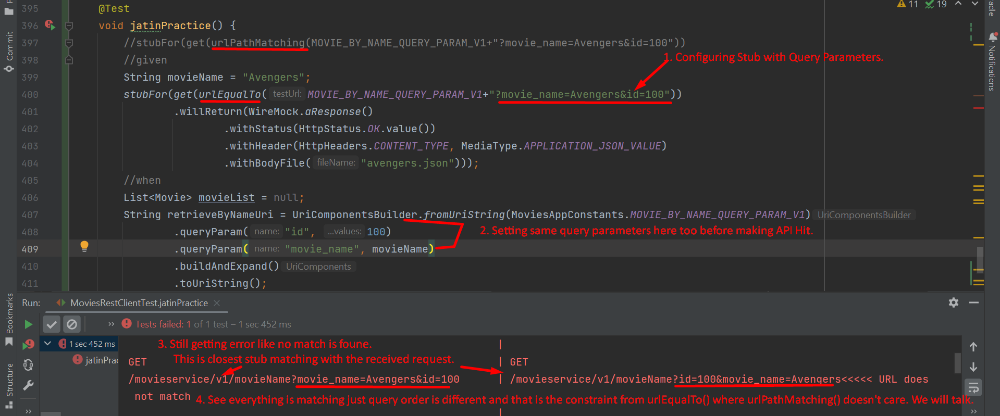 395 @Test
11 19
adle
396 void jatinPractice() {
Commit
397 //stubFor(get(urlPathMatching(MOVIE_BY_NAME_QUERY_PARAM_V1+"?movie_name=Avengers&id=100"))
Notifications
398 //given
1. Configuring Stub with Query Parameters.
399 String movieName = "Avengers";
400 stubFor(get(urlEqualTo( testUrl: MOVIE_BY_NAME_QUERY_PARAM_V1+"?movie_name=Avengers&id=100"))
401 .willReturn(WireMock.aResponse()
402 .withStatus(HttpStatus.OK.value())
403 .withHeader(HttpHeaders.CONTENT_TYPE, MediaType.APPLICATION_JSON_VALUE)
404 .withBodyFile( fileName: "avengers.json")));
405 //when
406 List<Movie> movieList = null;
407 String retrieveByNameUri = UriComponentsBuilder.fromUriString(MoviesAppConstants.MOVIE_BY_NAME_QUERY_PARAM_V1) UriComponentsBuilder
408 .queryParam( name: "id", ...values: 100)
2. Setting same query parameters here too before making API Hit.
409 .queryParam( name: "movie_name", movieName)
410 .buildAndExpand() UriComponents
411 .toUriString();
Bookmarks
Structure
Run: MoviesRestClientTest.jatinPractice ×
» Tests failed: 1 of 1 test – 1 sec 452 ms
1 sec 452 ms
jatinPra
3. Still getting error like no match is foune. |
This is closest stub matching with the received request.
GET | GET
/movieservice/v1/movieName?movie_name=Avengers&id=100 | /movieservice/v1/movieName?id=100&movie_name=Avengers<<<<< URL does
not match
4. See everything is matching just query order is different and that is the constraint from urlEqualTo() where urlPathMatching() doesn't care. We will talk.
|
» »